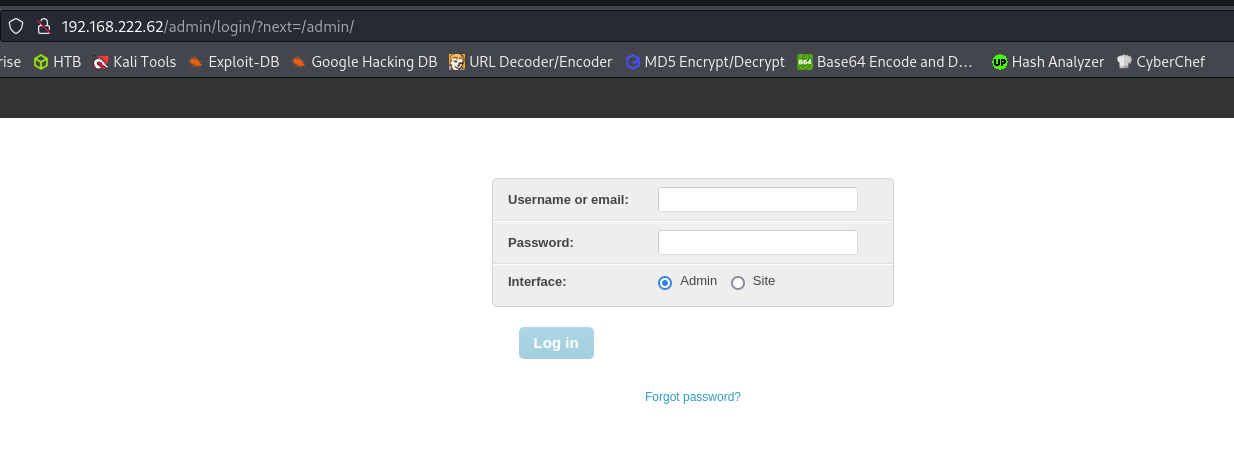 192.168.222.62/admin/login/?next=/admin/
rise HTB Kali Tools Exploit-DB Google Hacking DB URL Decoder/Encoder MD5 Encrypt/Decrypt B64 Base64 Encode and D... UP Hash Analyzer CyberChef
Username or email:
Password:
Interface: Admin Site
Log in
Forgot password?